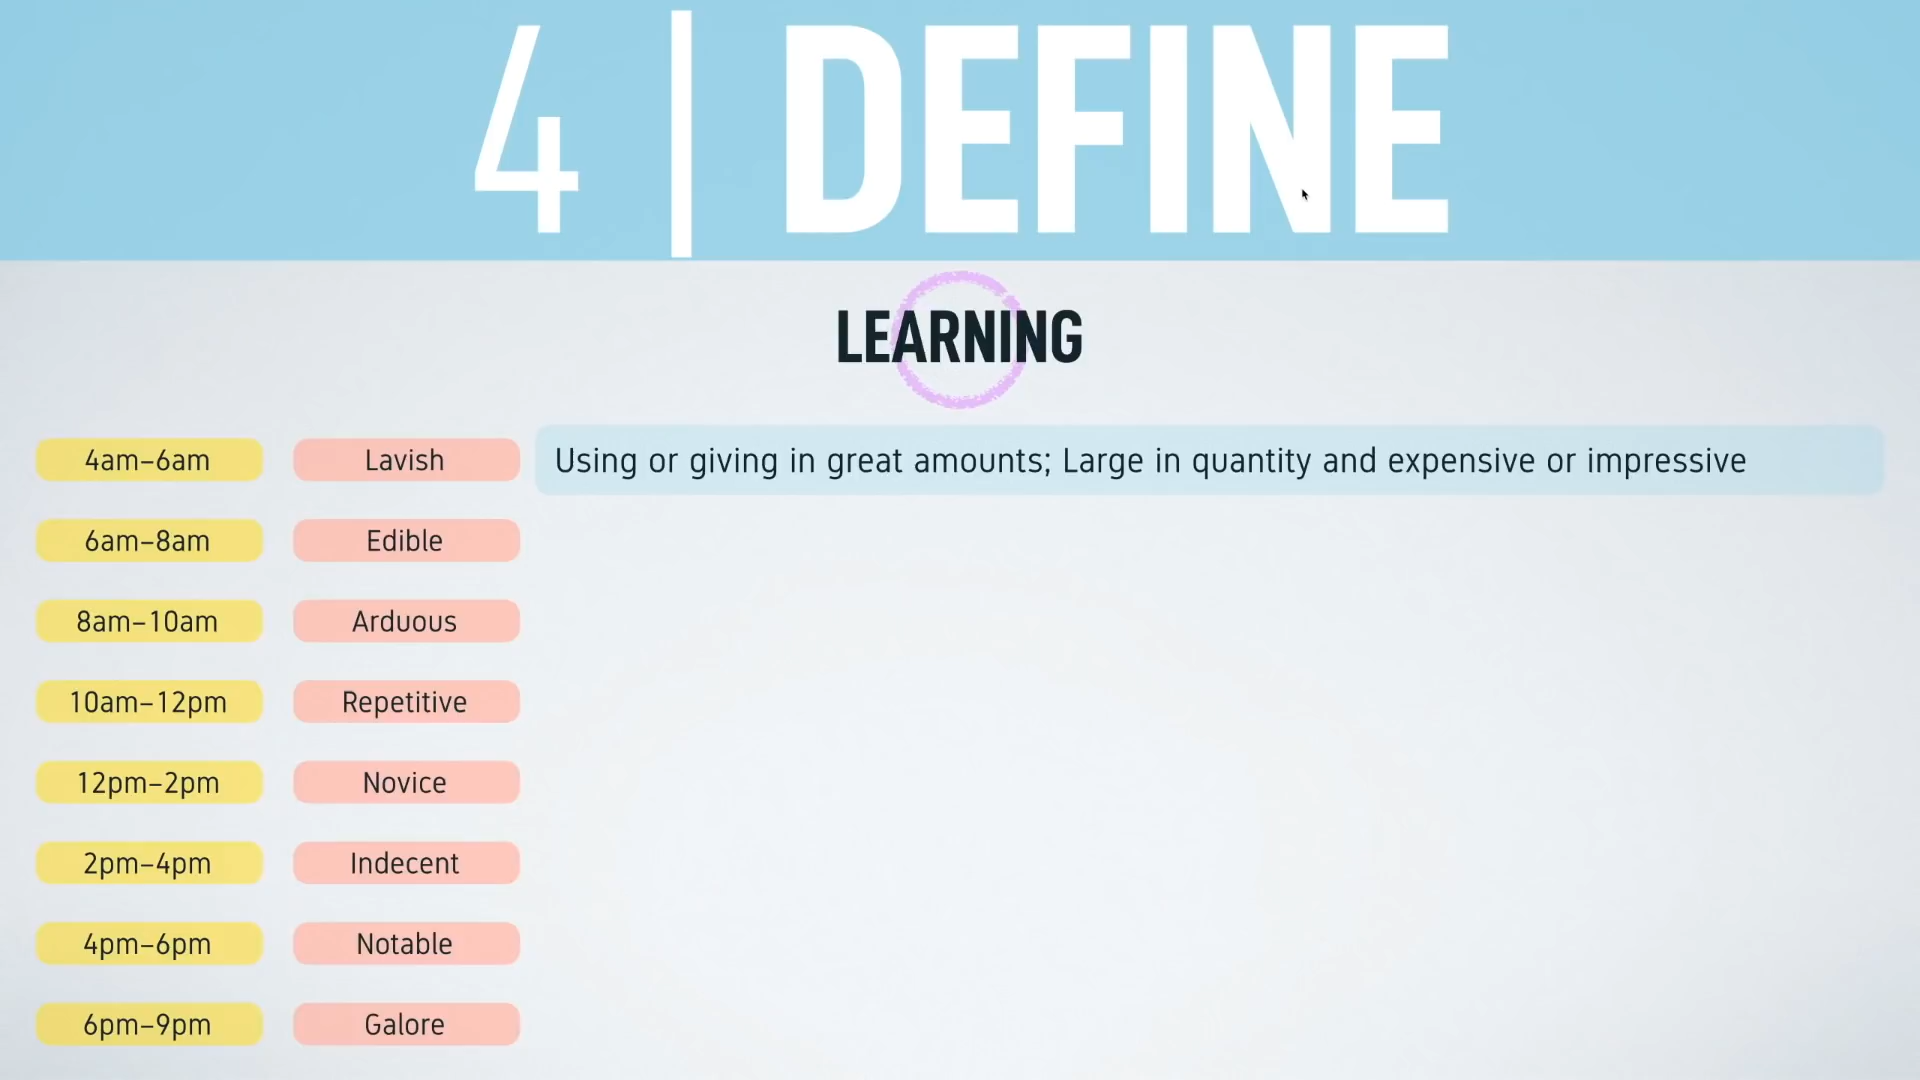 4 | DEFINE
LEARNING
4am–6am Lavish Using or giving in great amounts; Large in quantity and expensive or impressive
6am–8am Edible
8am–10am Arduous
10am–12pm Repetitive
12pm–2pm Novice
2pm–4pm Indecent
4pm–6pm Notable
6pm–9pm Galore